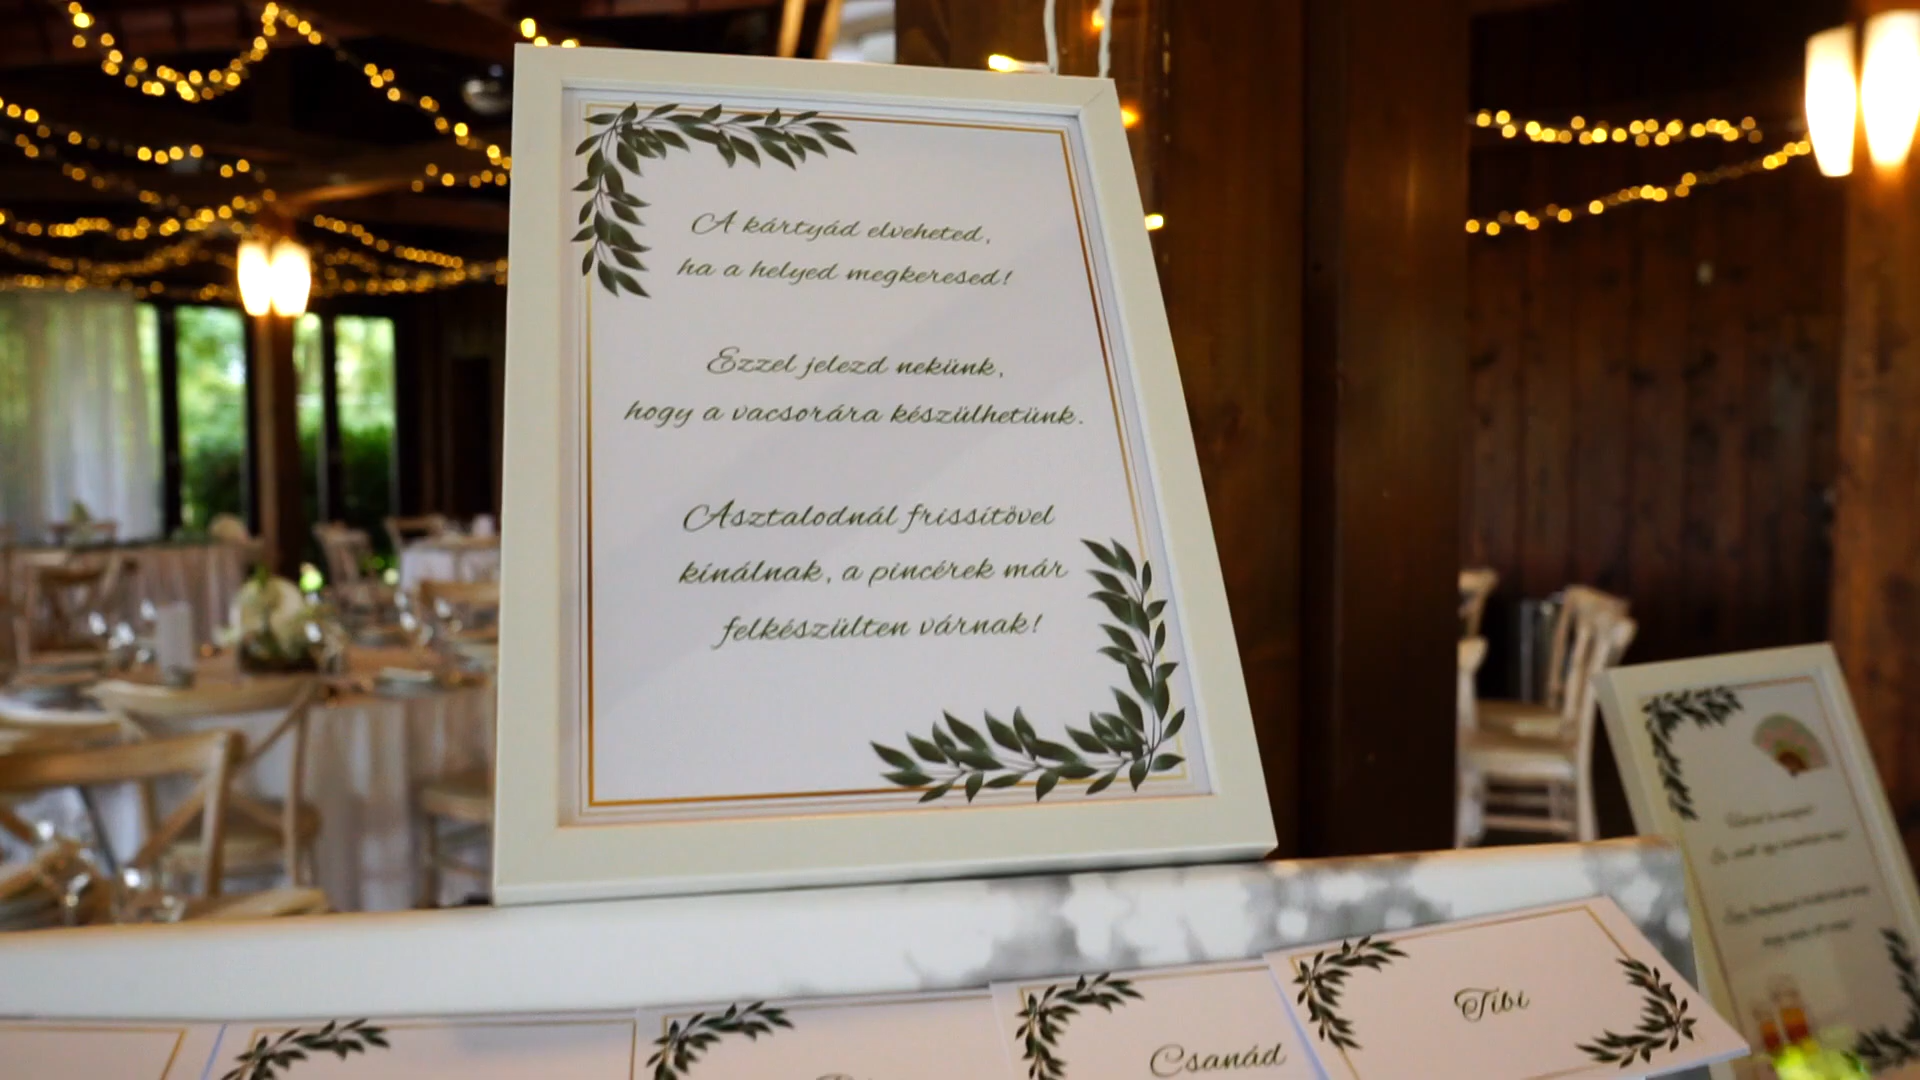 A kártyád elveheted,
ha a helyed megkeresed!
Ezzel jelezd nekünk,
hogy a vacsorára készülhetünk.
Asztalodnál frissítővel
kínálnak, a pincérek már
felkészülten várnak!
Tibi
Csanád